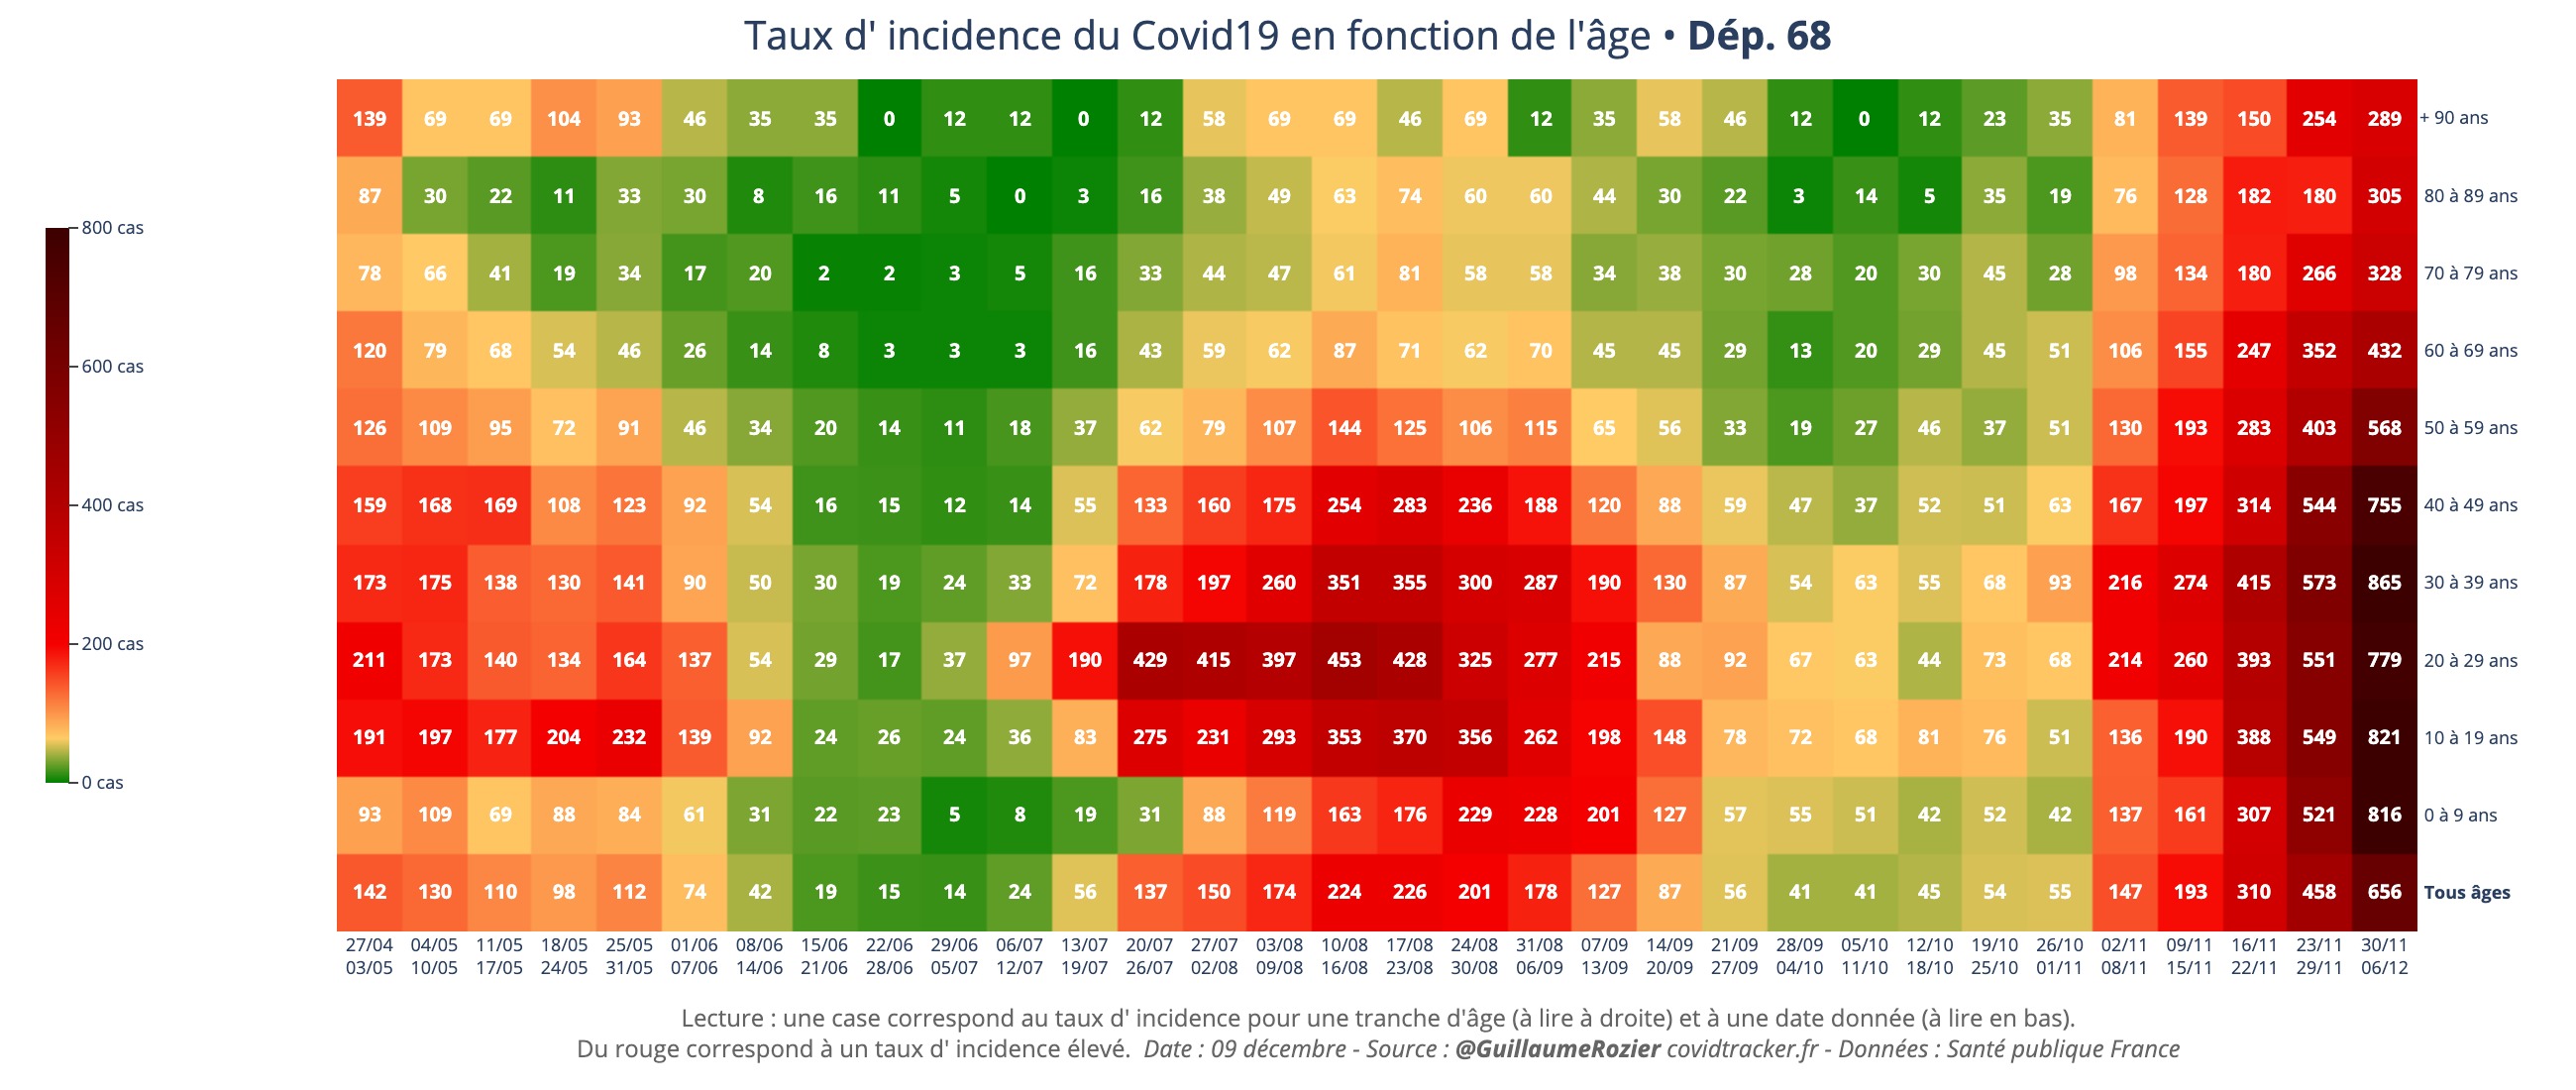 Taux d' incidence du Covid19 en fonction de l'âge • Dép. 68
139 69 69 104 93 46 35 35 0 12 12 0 12 58 69 69 46 69 12 35 58 46 12 0 12 23 35 81 139 150 254 289 + 90 ans
87 30 22 11 33 30 8 16 11 5 0 3 16 38 49 63 74 60 60 44 30 22 3 14 5 35 19 76 128 182 180 305 80 à 89 ans
800 cas
78 66 41 19 34 17 20 2 2 3 5 16 33 44 47 61 81 58 58 34 38 30 28 20 30 45 28 98 134 180 266 328 70 à 79 ans
120 79 68 54 46 26 14 8 3 3 3 16 43 59 62 87 71 62 70 45 45 29 13 20 29 45 51 106 155 247 352 432 60 à 69 ans
600 cas
126 109 95 72 91 46 34 20 14 11 18 37 62 79 107 144 125 106 115 65 56 33 19 27 46 37 51 130 193 283 403 568 50 à 59 ans
400 cas
159 168 169 108 123 92 54 16 15 12 14 55 133 160 175 254 283 236 188 120 88 59 47 37 52 51 63 167 197 314 544 755 40 à 49 ans
173 175 138 130 141 90 50 30 19 24 33 72 178 197 260 351 355 300 287 190 130 87 54 63 55 68 93 216 274 415 573 865 30 à 39 ans
200 cas
211 173 140 134 164 137 54 29 17 37 97 190 429 415 397 453 428 325 277 215 88 92 67 63 44 73 68 214 260 393 551 779 20 à 29 ans
191 197 177 204 232 139 92 24 26 24 36 83 275 231 293 353 370 356 262 198 148 78 72 68 81 76 51 136 190 388 549 821 10 à 19 ans
0 cas
93 109 69 88 84 61 31 22 23 5 8 19 31 88 119 163 176 229 228 201 127 57 55 51 42 52 42 137 161 307 521 816 0 à 9 ans
142 130 110 98 112 74 42 19 15 14 24 56 137 150 174 224 226 201 178 127 87 56 41 41 45 54 55 147 193 310 458 656 Tous âges
27/04 04/05 11/05 18/05 25/05 01/06 08/06 15/06 22/06 29/06 06/07 13/07 20/07 27/07 03/08 10/08 17/08 24/08 31/08 07/09 14/09 21/09 28/09 05/10 12/10 19/10 26/10 02/11 09/11 16/11 23/11 30/11
03/05 10/05 17/05 24/05 31/05 07/06 14/06 21/06 28/06 05/07 12/07 19/07 26/07 02/08 09/08 16/08 23/08 30/08 06/09 13/09 20/09 27/09 04/10 11/10 18/10 25/10 01/11 08/11 15/11 22/11 29/11 06/12
Lecture : une case correspond au taux d' incidence pour une tranche d'âge (à lire à droite) et à une date donnée (à lire en bas).
Du rouge correspond à un taux d' incidence élevé. Date : 09 décembre - Source : @GuillaumeRozier covidtracker.fr - Données : Santé publique France